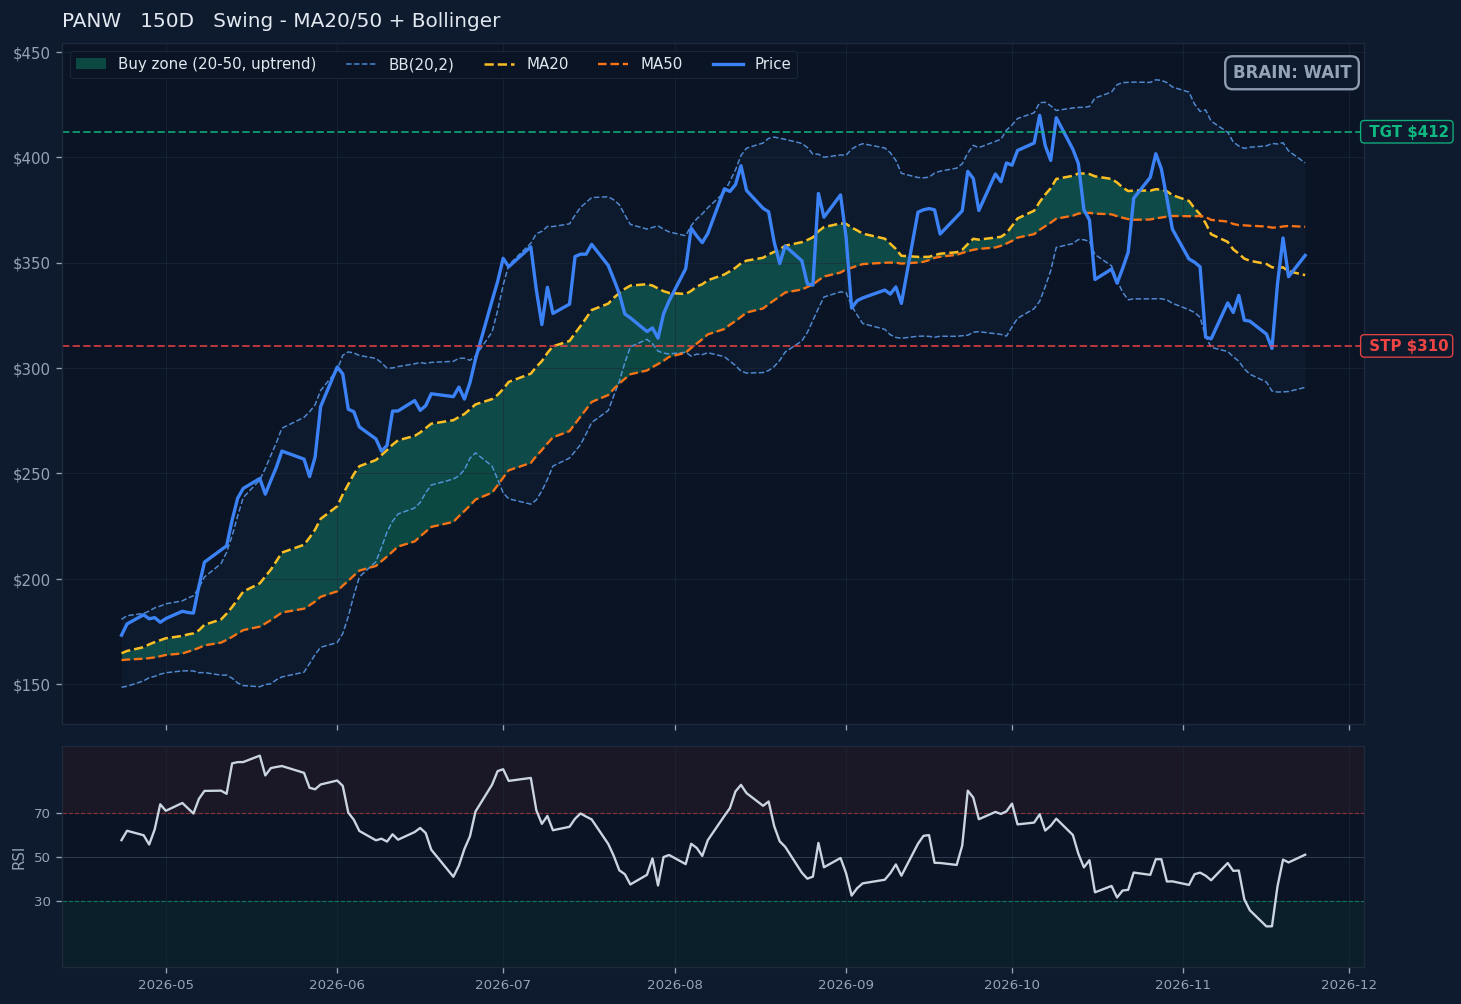 PANW   150D   Swing - MA20/50 + Bollinger
Buy zone (20-50, uptrend)   BB(20,2)   MA20   MA50   Price
BRAIN: WAIT
$450
$400
$350
$300
$250
$200
$150
TGT $412
STP $310
RSI
70
50
30
2026-05   2026-06   2026-07   2026-08   2026-09   2026-10   2026-11   2026-12